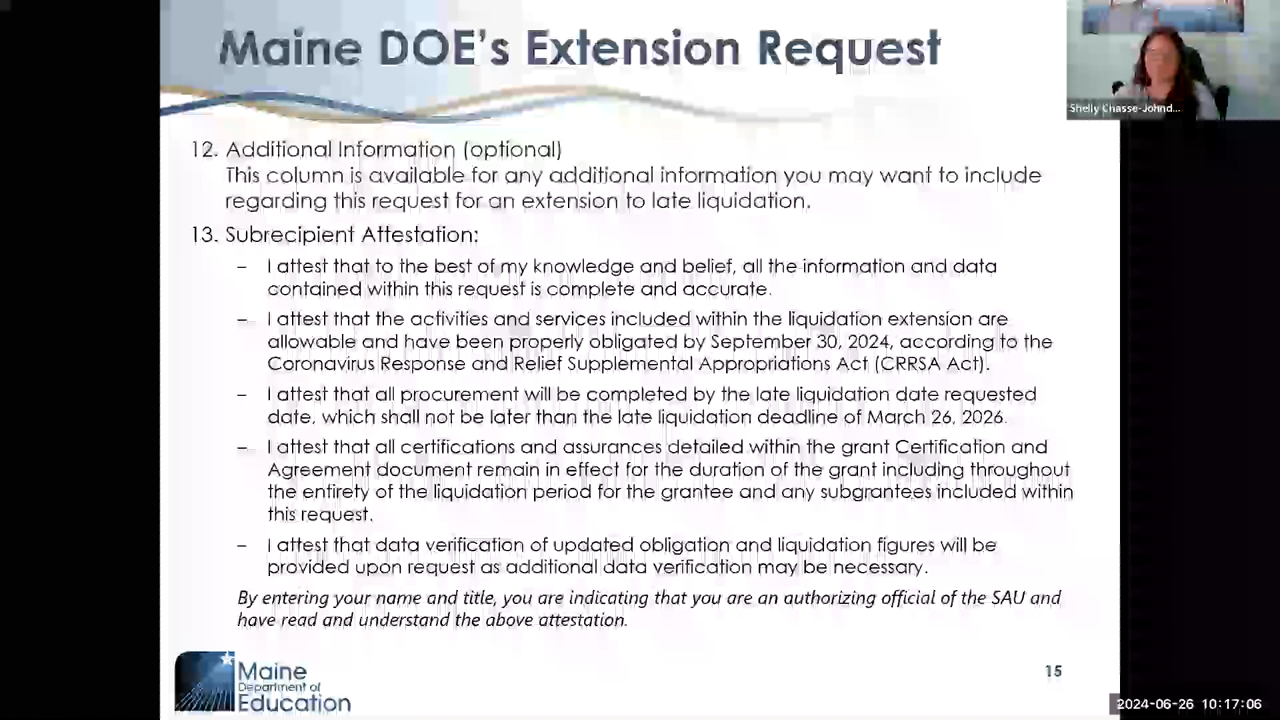 Maine DOE's Extension Request
Shelly Chasse-Johnd...
12. Additional Information (optional)
This column is available for any additional information you may want to include
regarding this request for an extension to late liquidation.
13. Subrecipient Attestation:
– I attest that to the best of my knowledge and belief, all the information and data
contained within this request is complete and accurate.
– I attest that the activities and services included within the liquidation extension are
allowable and have been properly obligated by September 30, 2024, according to the
Coronavirus Response and Relief Supplemental Appropriations Act (CRRSA Act).
– I attest that all procurement will be completed by the late liquidation date requested
date, which shall not be later than the late liquidation deadline of March 26, 2026.
– I attest that all certifications and assurances detailed within the grant Certification and
Agreement document remain in effect for the duration of the grant including throughout
the entirety of the liquidation period for the grantee and any subgrantees included within
this request.
– I attest that data verification of updated obligation and liquidation figures will be
provided upon request as additional data verification may be necessary.
By entering your name and title, you are indicating that you are an authorizing official of the SAU and
have read and understand the above attestation.
Maine
Department of
Education
15
2024-06-26 10:17:06